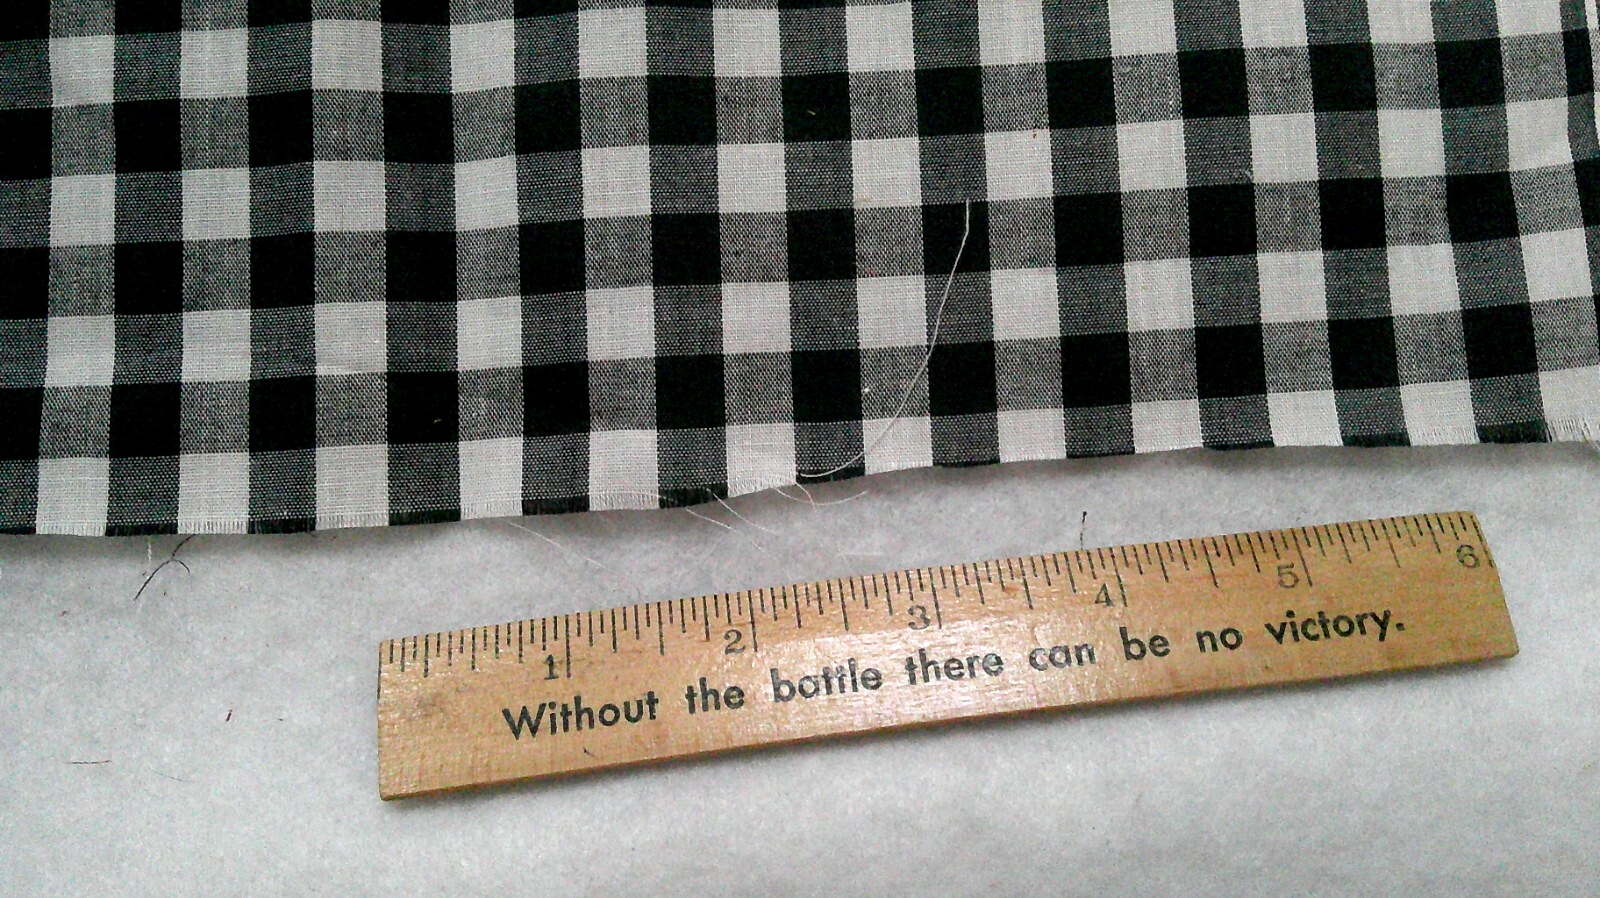 1 2 3 4 5 6
Without the battle there can be no victory.